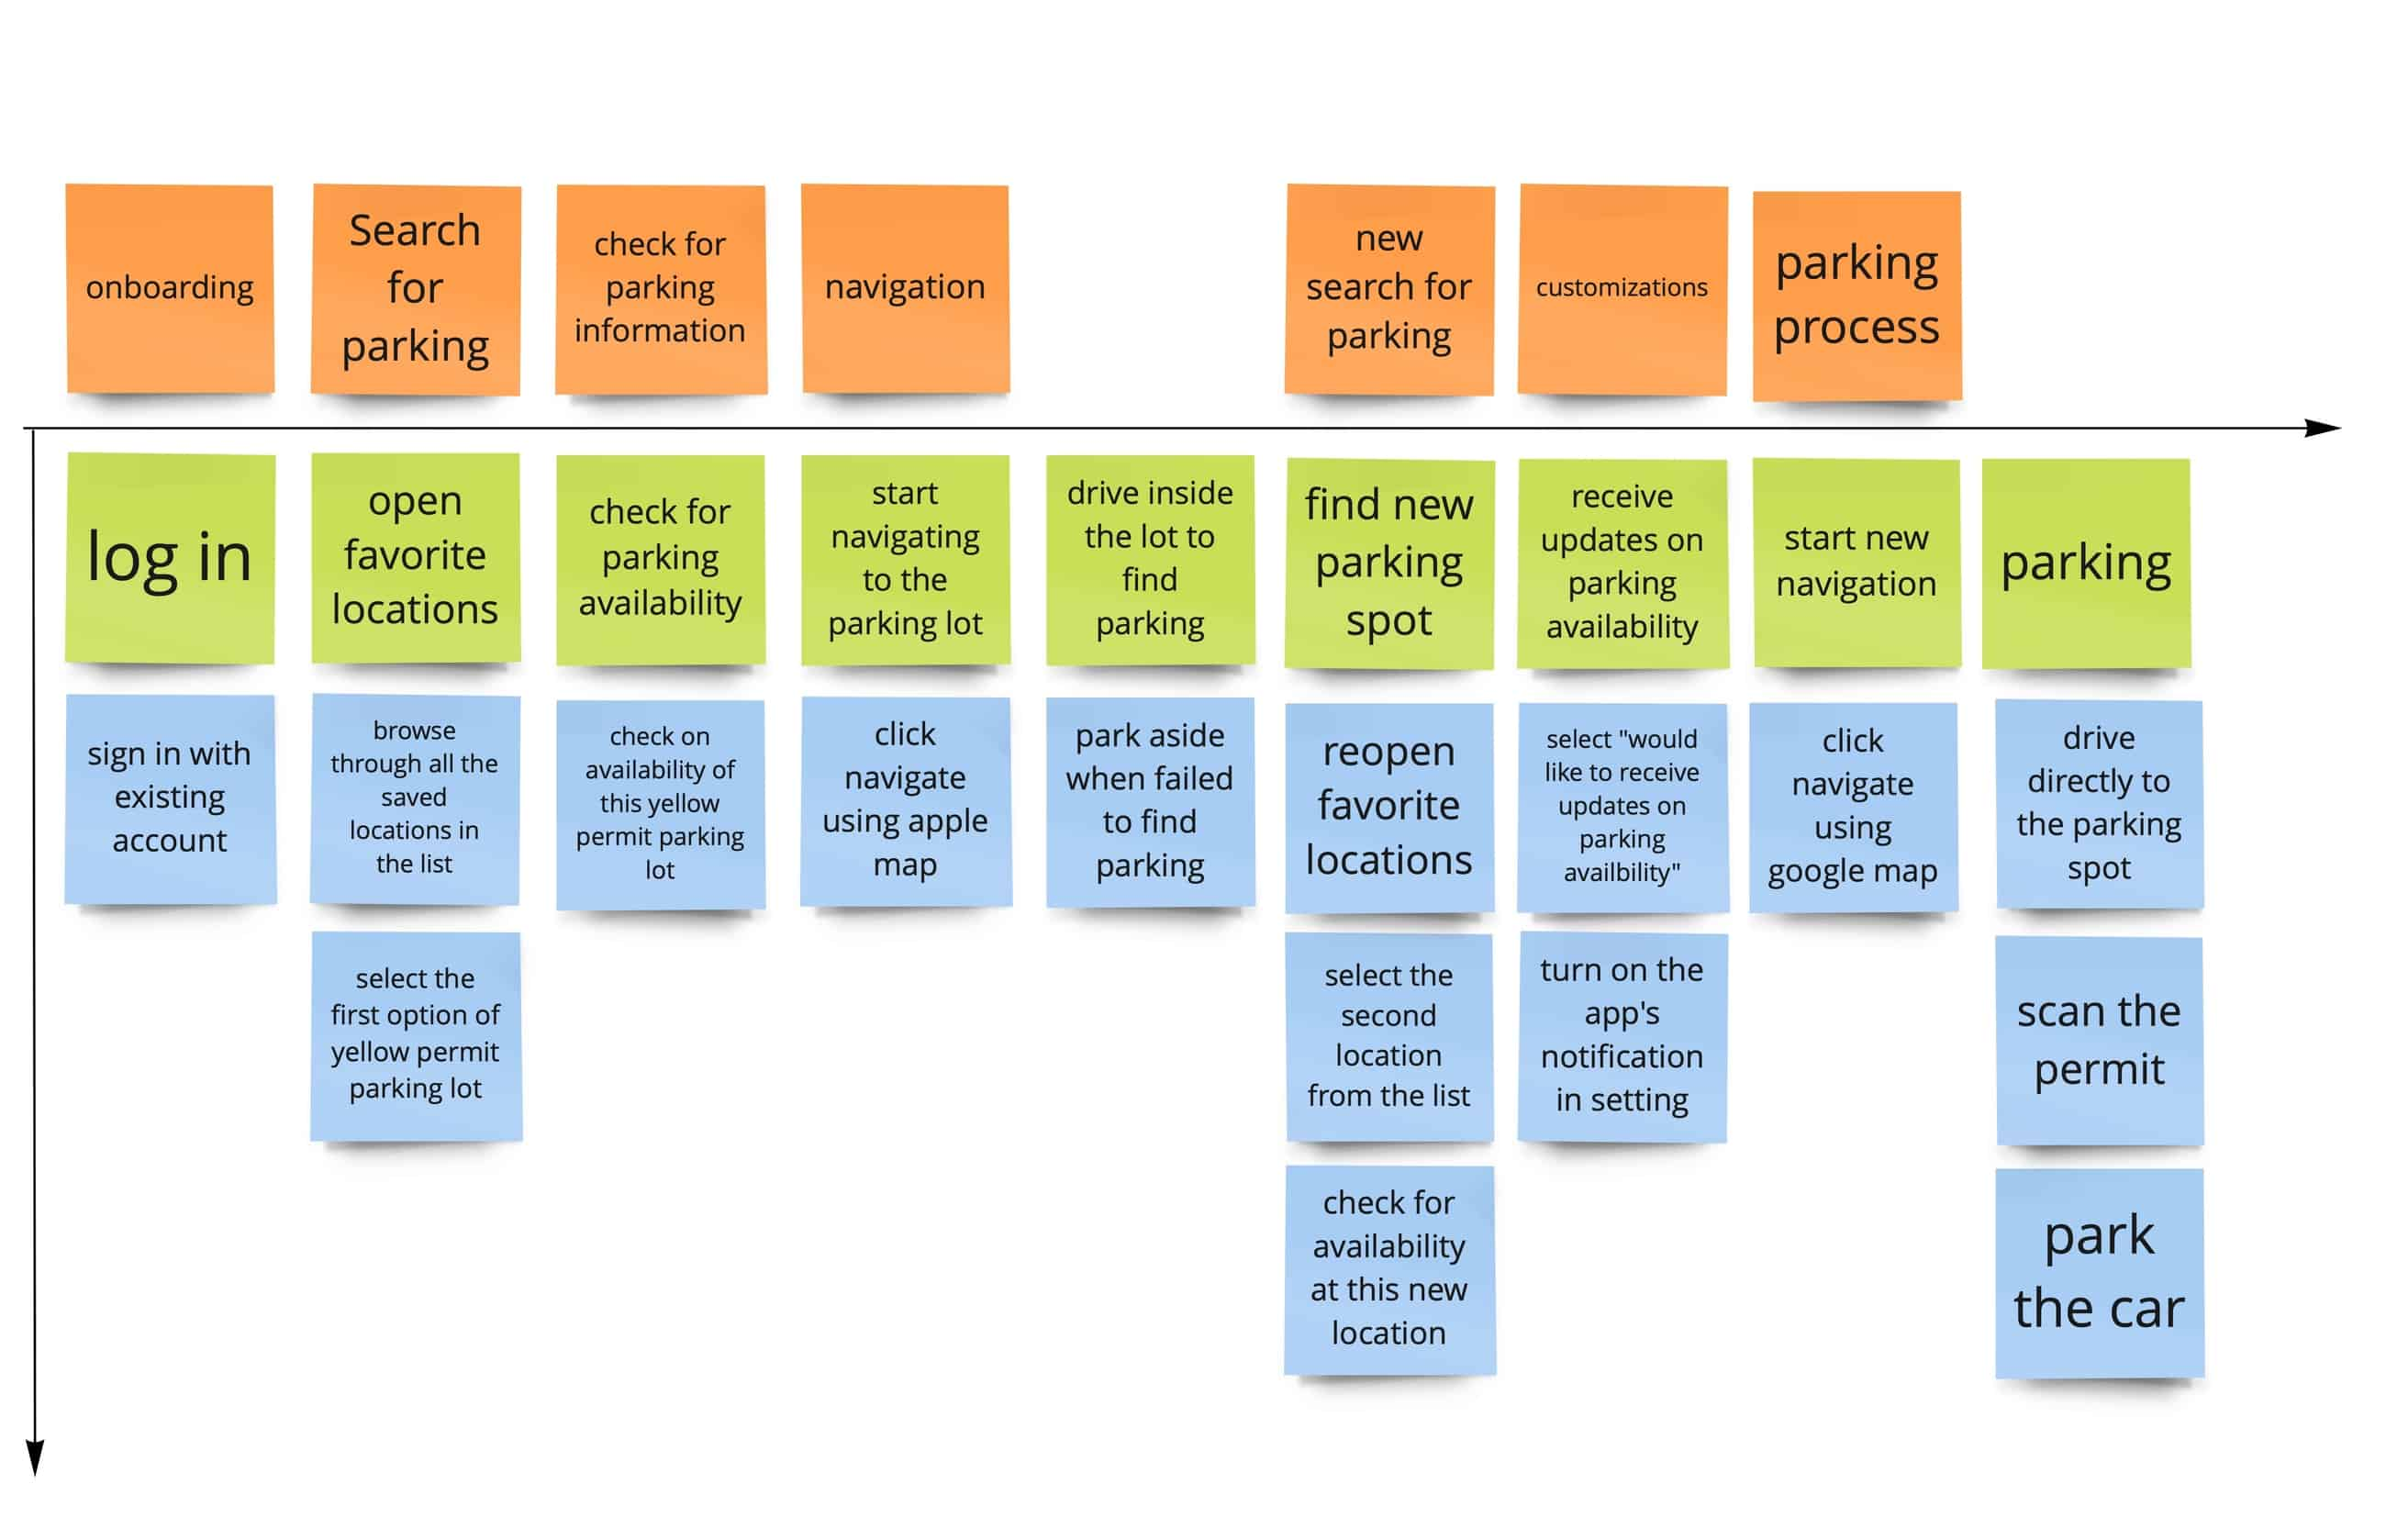 onboarding
Search
for
parking
check for
parking
information
navigation
new
search for
parking
customizations
parking
process
log in
open
favorite
locations
check for
parking
availability
start
navigating
to the
parking lot
drive inside
the lot to
find
parking
find new
parking
spot
receive
updates on
parking
availability
start new
navigation
parking
sign in with
existing
account
browse
through all the
saved
locations in
the list
check on
availability of
this yellow
permit parking
lot
click
navigate
using apple
map
park aside
when failed
to find
parking
reopen
favorite
locations
select "would
like to receive
updates on
parking
availbility"
click
navigate
using
google map
drive
directly to
the parking
spot
select the
first option of
yellow permit
parking lot
select the
second
location
from the list
turn on the
app's
notification
in setting
scan the
permit
check for
availability
at this new
location
park
the car